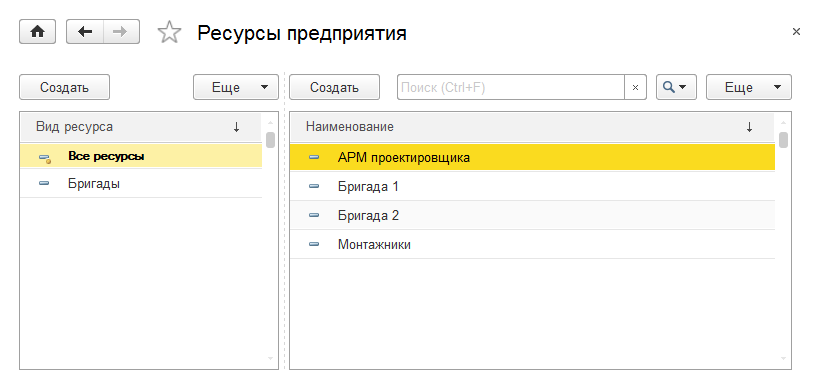 Ресурсы предприятия
Создать Еще Создать Поиск (Ctrl+F) Еще
Вид ресурса Наименование
Все ресурсы АРМ проектировщика
Бригады Бригада 1
Бригада 2
Монтажники